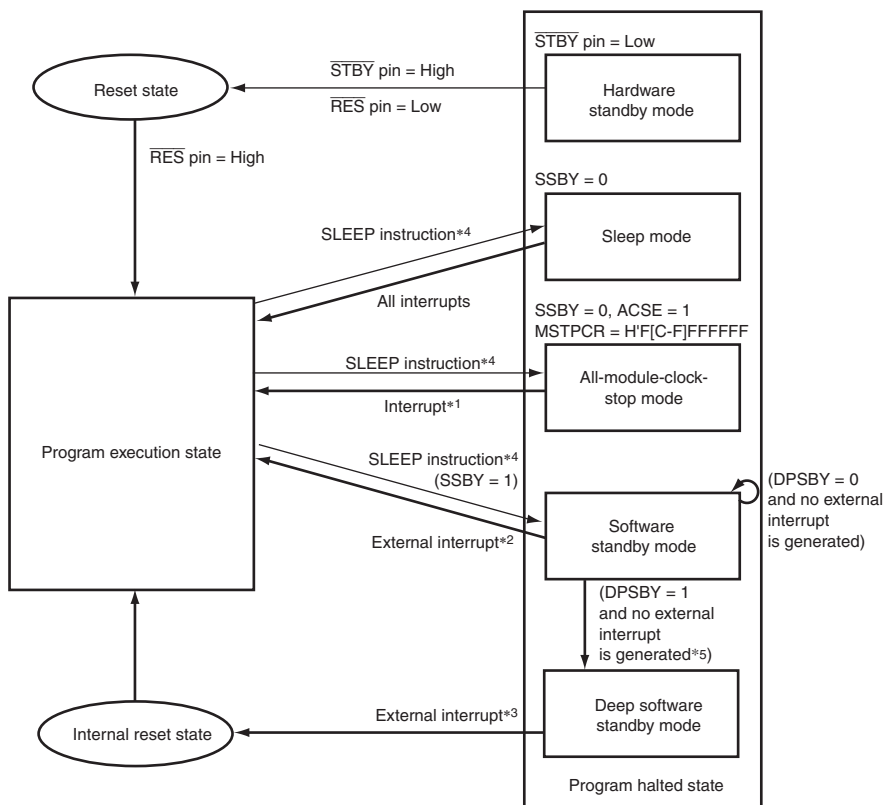 STBY pin = Low
STBY pin = High
Reset state
Hardware
standby mode
RES pin = Low
RES pin = High
SSBY = 0
SLEEP instruction*4
Sleep mode
All interrupts
SSBY = 0, ACSE = 1
MSTPCR = H'F[C-F]FFFFFF
SLEEP instruction*4
All-module-clock-
stop mode
Interrupt*1
Program execution state
SLEEP instruction*4
(SSBY = 1)
(DPSBY = 0
and no external
interrupt
is generated)
Software
standby mode
External interrupt*2
(DPSBY = 1
and no external
interrupt
is generated*5)
Deep software
standby mode
External interrupt*3
Internal reset state
Program halted state